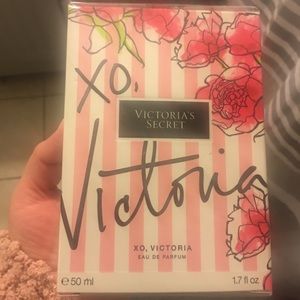 XO,
VICTORIA'S
SECRET
Victoria
XO, VICTORIA
EAU DE PARFUM
e 50 ml
1.7 fl oz